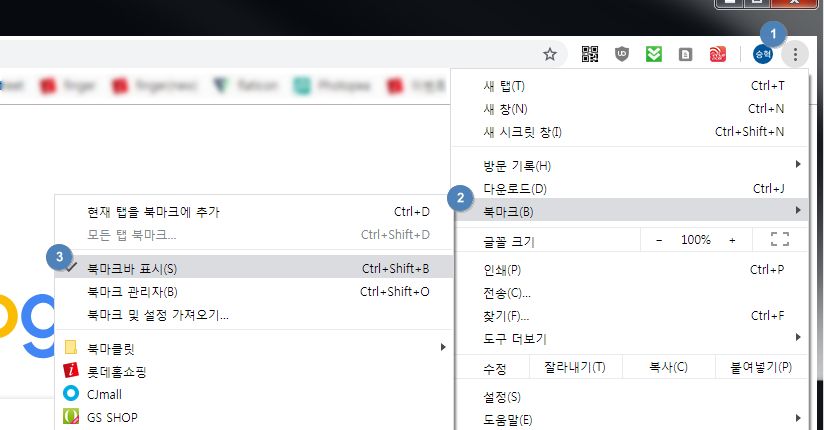 1
승혁
finger
finger(new)
flaticon
Photopea
새 탭(T) Ctrl+T
새 창(N) Ctrl+N
새 시크릿 창(I) Ctrl+Shift+N
방문 기록(H)
다운로드(D) Ctrl+J
2
북마크(B)
글꼴 크기 - 100% +
인쇄(P) Ctrl+P
전송(C)...
찾기(F)... Ctrl+F
도구 더보기
수정 잘라내기(T) 복사(C) 붙여넣기(P)
설정(S)
도움말(E)
현재 탭을 북마크에 추가 Ctrl+D
모든 탭 북마크... Ctrl+Shift+D
3
북마크바 표시(S) Ctrl+Shift+B
북마크 관리자(B) Ctrl+Shift+O
북마크 및 설정 가져오기...
북마클릿
롯데홈쇼핑
CJmall
GS SHOP